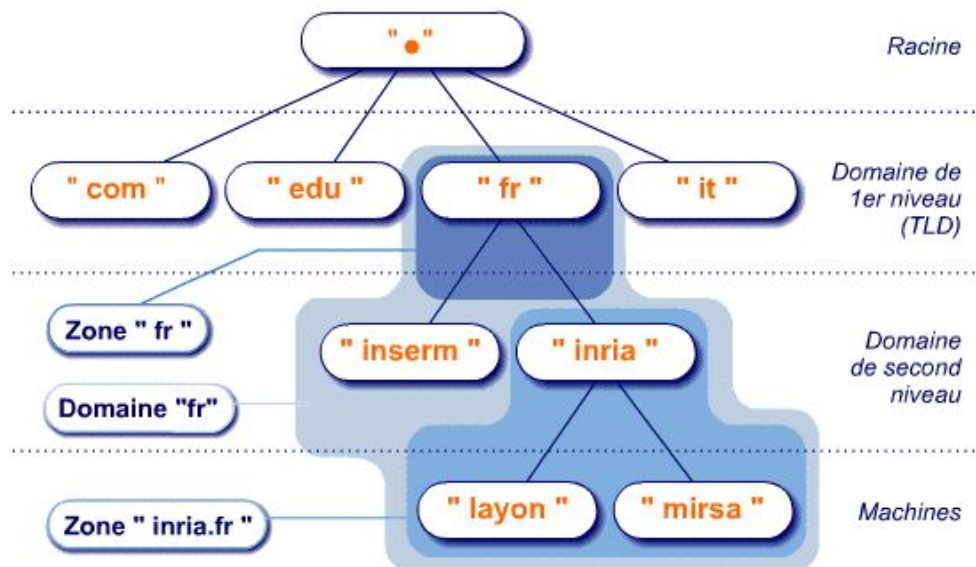 " • "
Racine
" com "
" edu "
" fr "
" it "
Domaine de
1er niveau
(TLD)
Zone " fr "
" inserm "
" inria "
Domaine
de second
niveau
Domaine "fr"
Zone " inria.fr "
" layon "
" mirsa "
Machines